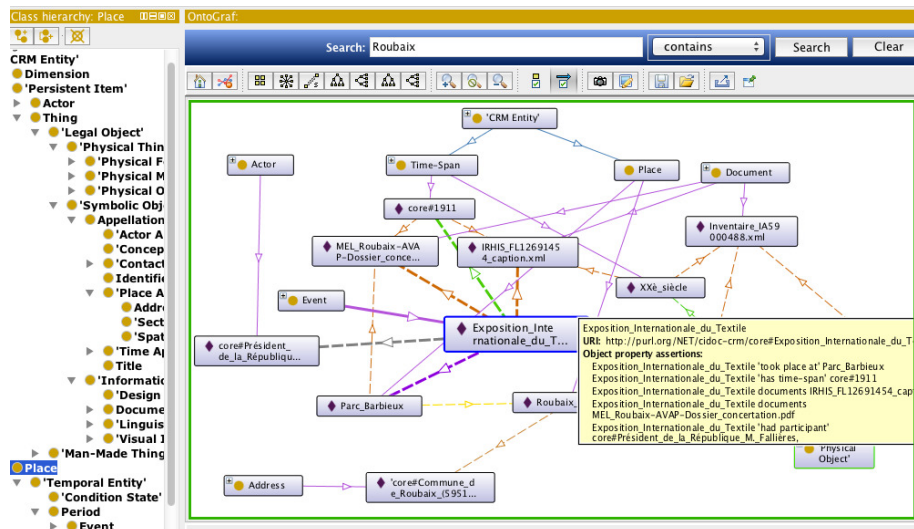 Class hierarchy: Place
CRM Entity'
Dimension
'Persistent Item'
Actor
Thing
'Legal Object'
'Physical Thin
'Physical F
'Physical M
'Physical O
'Symbolic Obj
Appellation
'Actor A
'Concep
'Contact
Identifie
'Place A
Addre
'Sect
'Spat
'Time Ap
Title
'Informatic
'Design
Docume
'Linguis
'Visual I
'Man-Made Thing
Place
'Temporal Entity'
'Condition State'
Period
Event
OntoGraf:
Search: Roubaix
contains
Search
Clear
'CRM Entity'
Actor
Time-Span
Place
Document
core#1911
MEL_Roubaix-AVA
P-Dossier_conce...
IRHIS_FL1269145
4_caption.xml
Inventaire_IA59
000488.xml
XXè_siècle
Event
Exposition_Inte
rnationale_du_T...
core#Président_
de_la_Républiqu...
Parc_Barbieux
Roubaix_
Address
'core#Commune_d
e_Roubaix_(5951...
'Physical
Object'
Exposition_Internationale_du_Textile
URI: http://purl.org/NET/cidoc-crm/core#Exposition_Internationale_du_T
Object property assertions:
Exposition_Internationale_du_Textile 'took place at' Parc_Barbieux
Exposition_Internationale_du_Textile 'has time-span' core#1911
Exposition_Internationale_du_Textile documents IRHIS_FL12691454_capt
Exposition_Internationale_du_Textile documents
MEL_Roubaix-AVAP-Dossier_concertation.pdf
Exposition_Internationale_du_Textile 'had participant'
core#Président_de_la_République_M._Fallières,